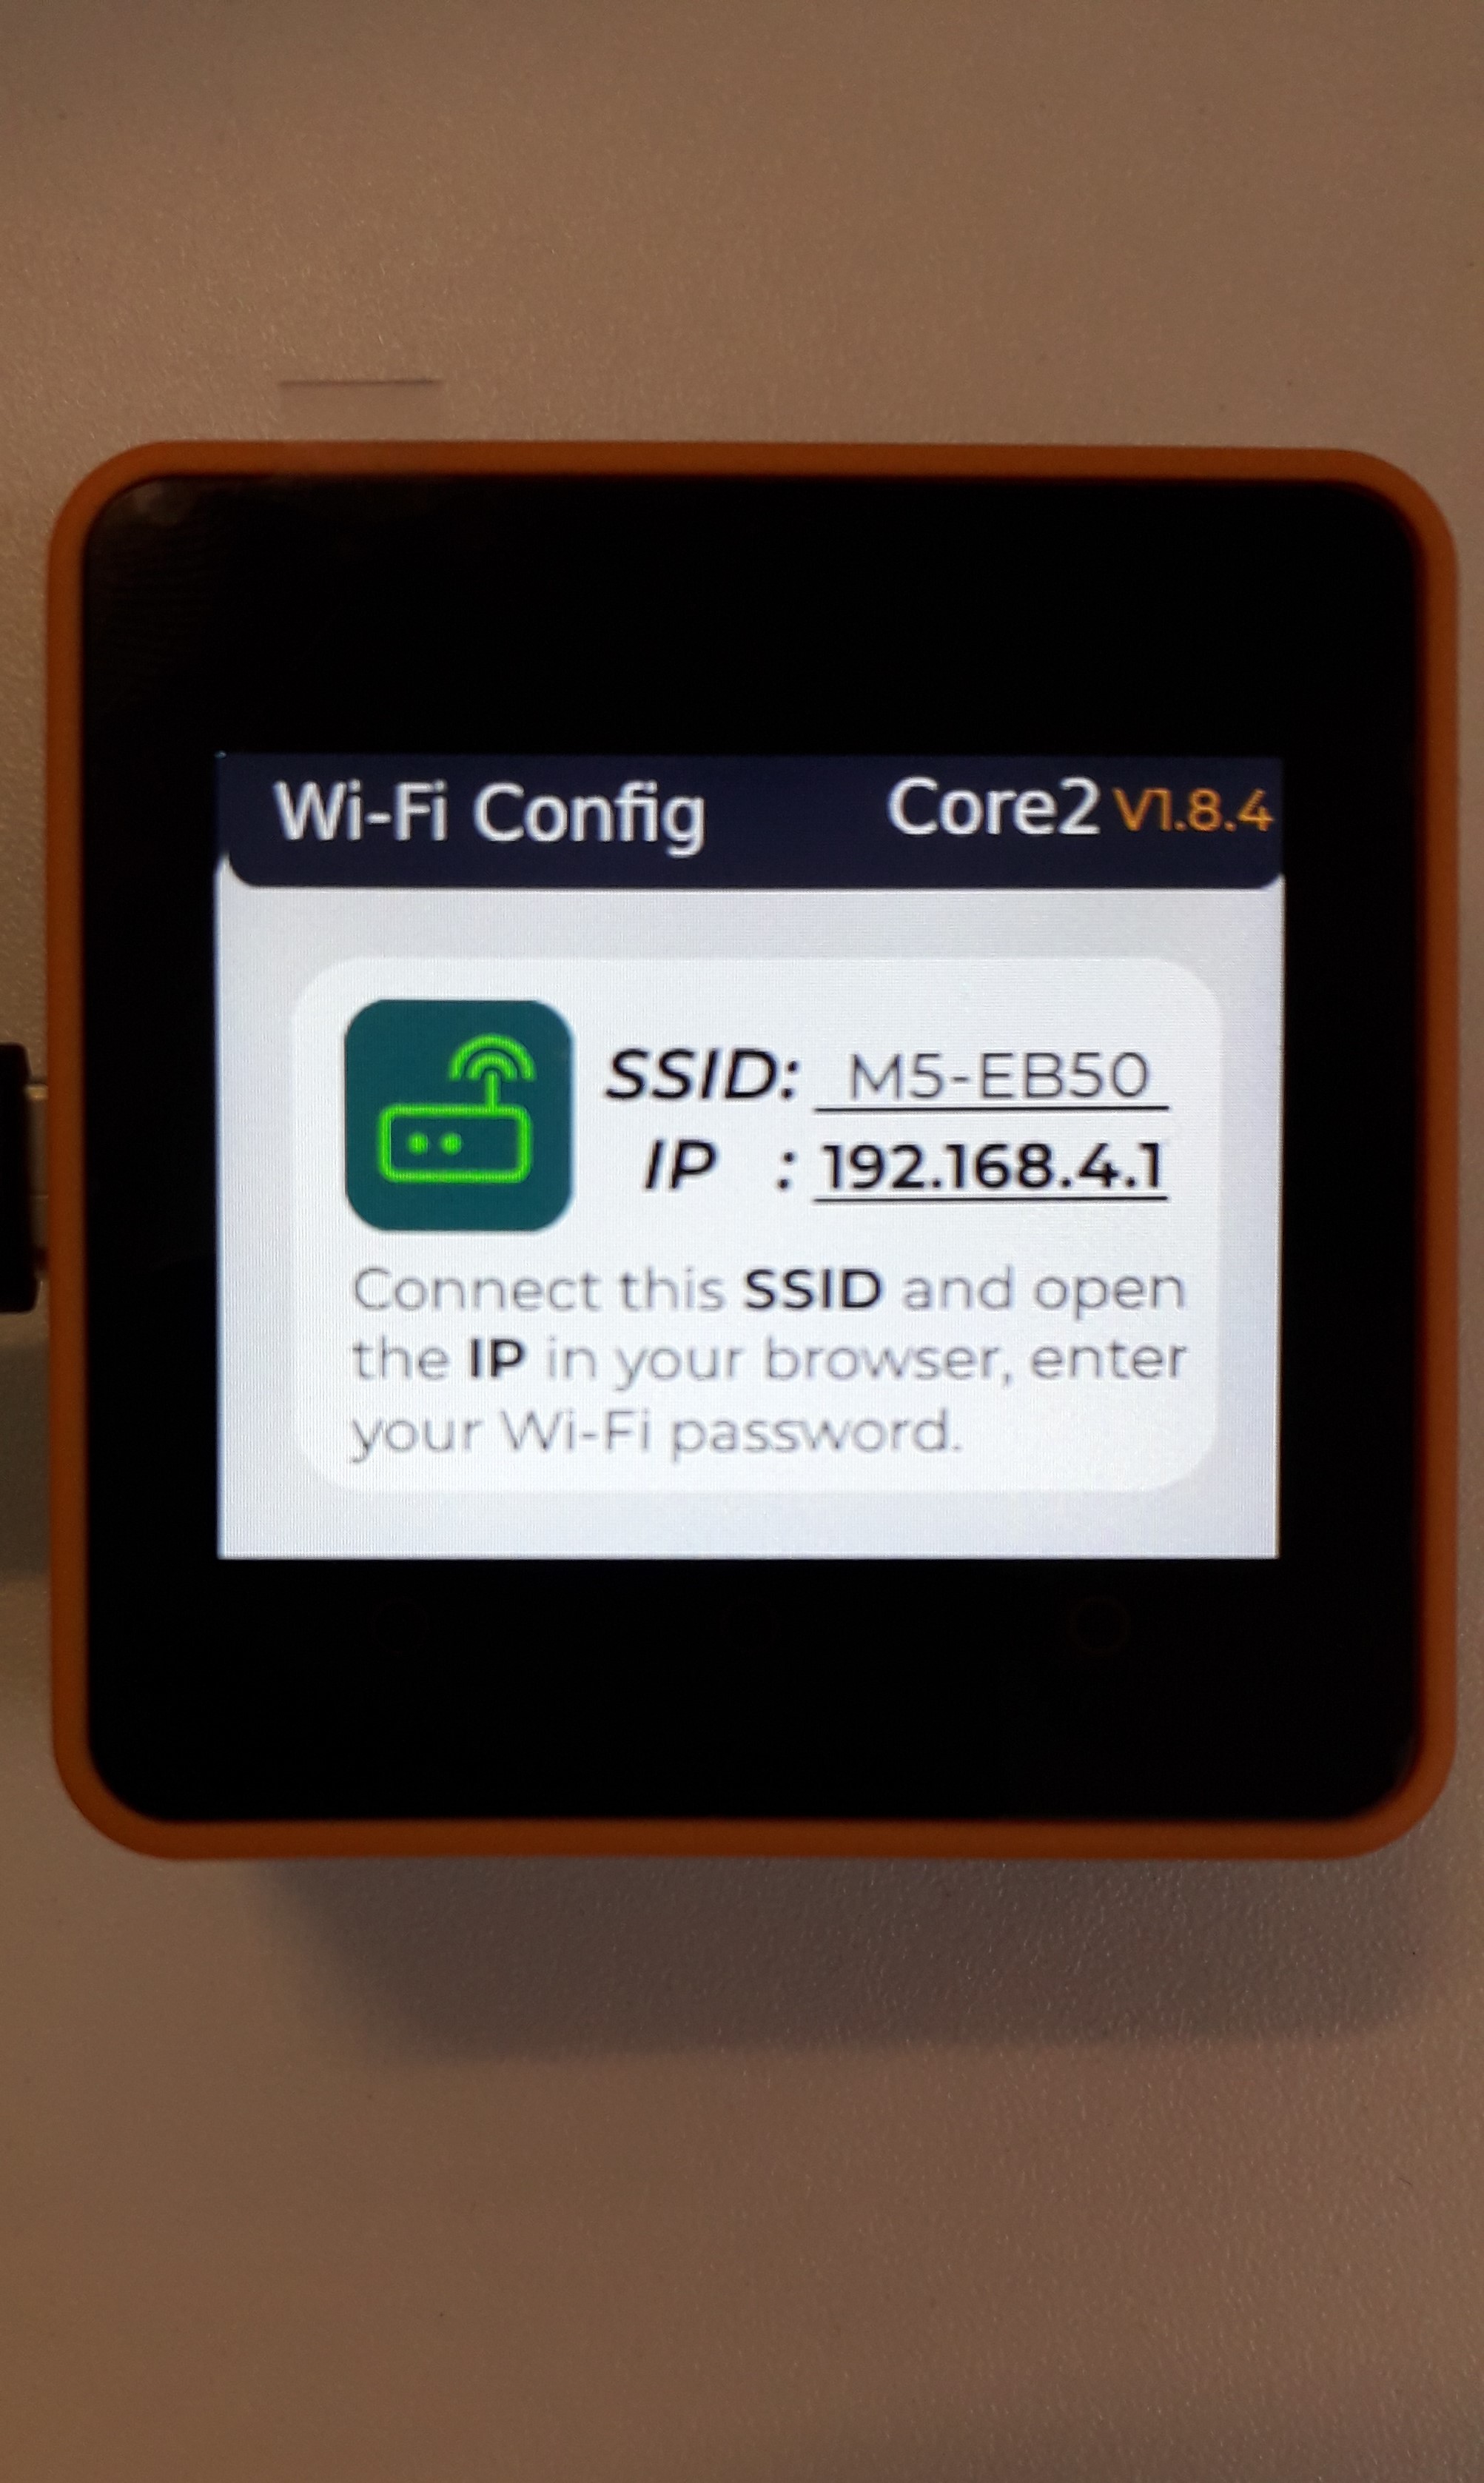 Wi-Fi Config Core2 V1.8.4
SSID: M5-EB50
IP : 192.168.4.1
Connect this SSID and open
the IP in your browser, enter
your Wi-Fi password.